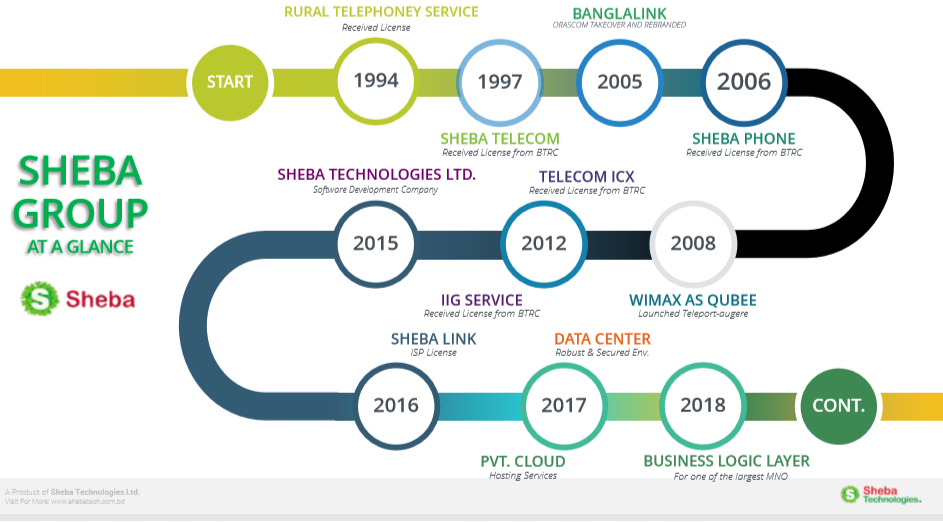 RURAL TELEPHONEY SERVICE
Received License
BANGLALINK
ORASCOM TAKEOVER AND REBRANDED
START
1994
1997
2005
2006
SHEBA TELECOM
Received License from BTRC
SHEBA PHONE
Received License from BTRC
SHEBA
GROUP
AT A GLANCE
S Sheba
SHEBA TECHNOLOGIES LTD.
Software Development Company
TELECOM ICX
Received License from BTRC
2015
2012
2008
IIG SERVICE
Received License from BTRC
WIMAX AS QUBEE
Launched Teleport-augere
SHEBA LINK
ISP License
DATA CENTER
Robust & Secured Env.
2016
2017
2018
CONT.
PVT. CLOUD
Hosting Services
BUSINESS LOGIC LAYER
For one of the largest MNO
A Product of Sheba Technologies Ltd.
Visit For More: www.shebatech.com.bd
S Sheba
Technologies.